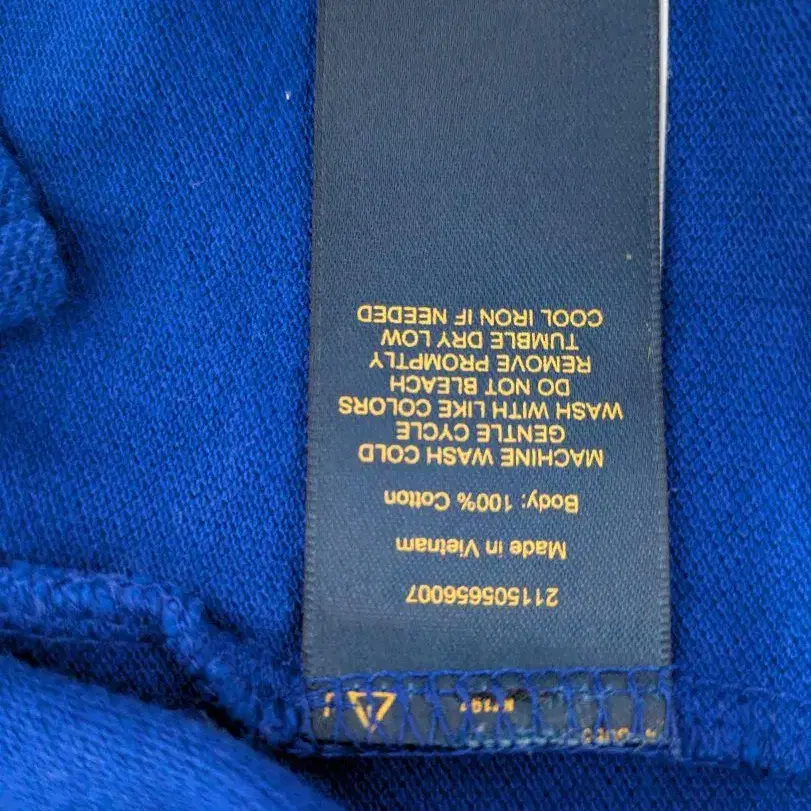 211505656007
Made in Vietnam
Body: 100% Cotton
MACHINE WASH COLD
GENTLE CYCLE
WASH WITH LIKE COLORS
DO NOT BLEACH
REMOVE PROMPTLY
TUMBLE DRY LOW
COOL IRON IF NEEDED